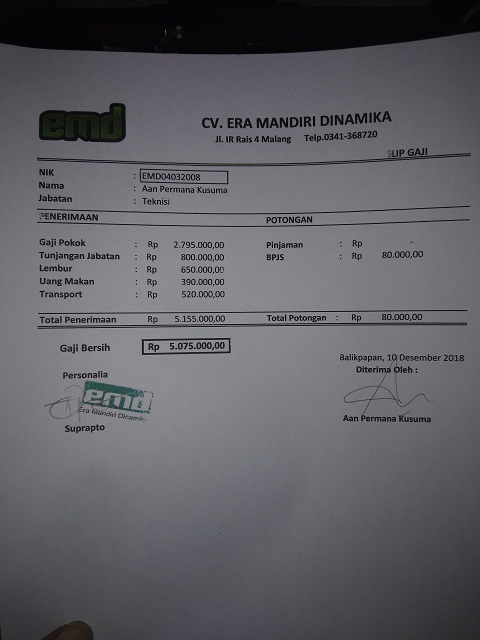 emd
CV. ERA MANDIRI DINAMIKA
Jl. IR Rais 4 Malang Telp.0341-368720
SLIP GAJI
NIK : EMD04032008
Nama : Aan Permana Kusuma
Jabatan : Teknisi
PENERIMAAN POTONGAN
Gaji Pokok : Rp 2.795.000,00 Pinjaman : Rp -
Tunjangan Jabatan : Rp 800.000,00 BPJS : Rp 80.000,00
Lembur : Rp 650.000,00
Uang Makan : Rp 390.000,00
Transport : Rp 520.000,00
Total Penerimaan Rp 5.155.000,00 Total Potongan : Rp 80.000,00
Gaji Bersih Rp 5.075.000,00
Balikpapan, 10 Desember 2018
Personalia Diterima Oleh :
emd
Era Mandiri Dinamik
Suprapto Aan Permana Kusuma